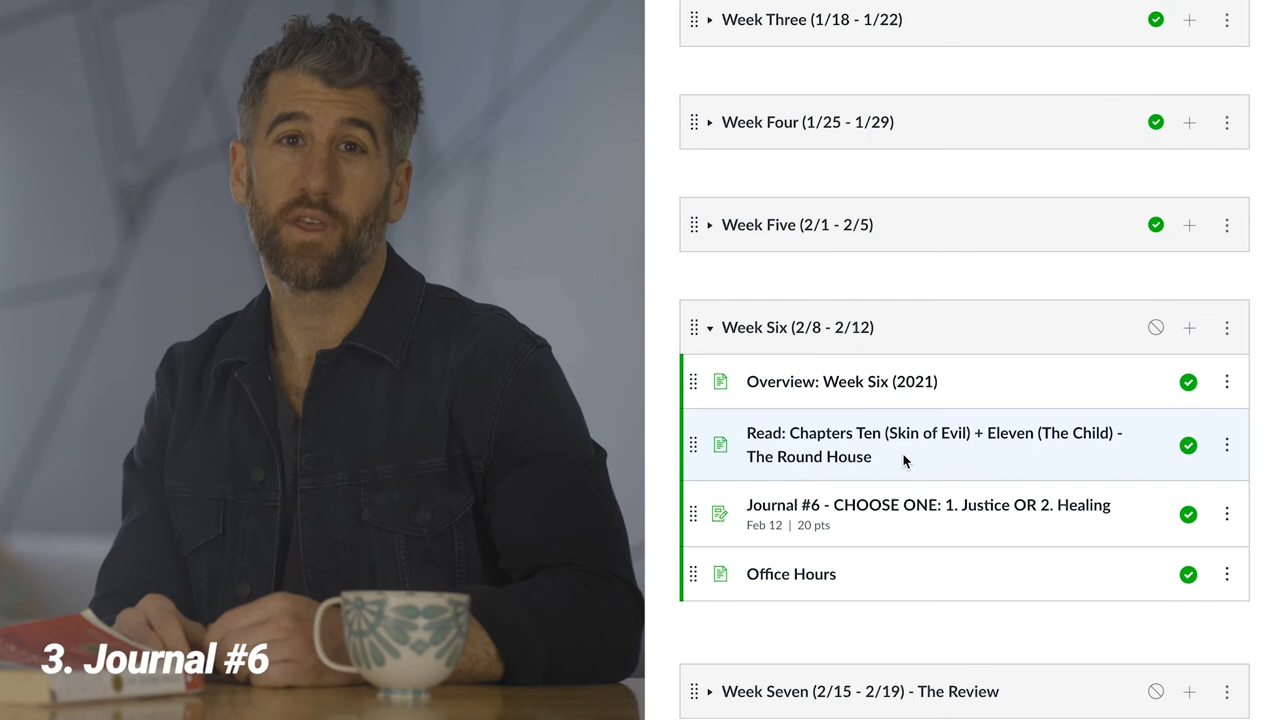 3. Journal #6
Week Three (1/18 - 1/22)
Week Four (1/25 - 1/29)
Week Five (2/1 - 2/5)
Week Six (2/8 - 2/12)
Overview: Week Six (2021)
Read: Chapters Ten (Skin of Evil) + Eleven (The Child) -
The Round House
Journal #6 - CHOOSE ONE: 1. Justice OR 2. Healing
Feb 12 | 20 pts
Office Hours
Week Seven (2/15 - 2/19) - The Review